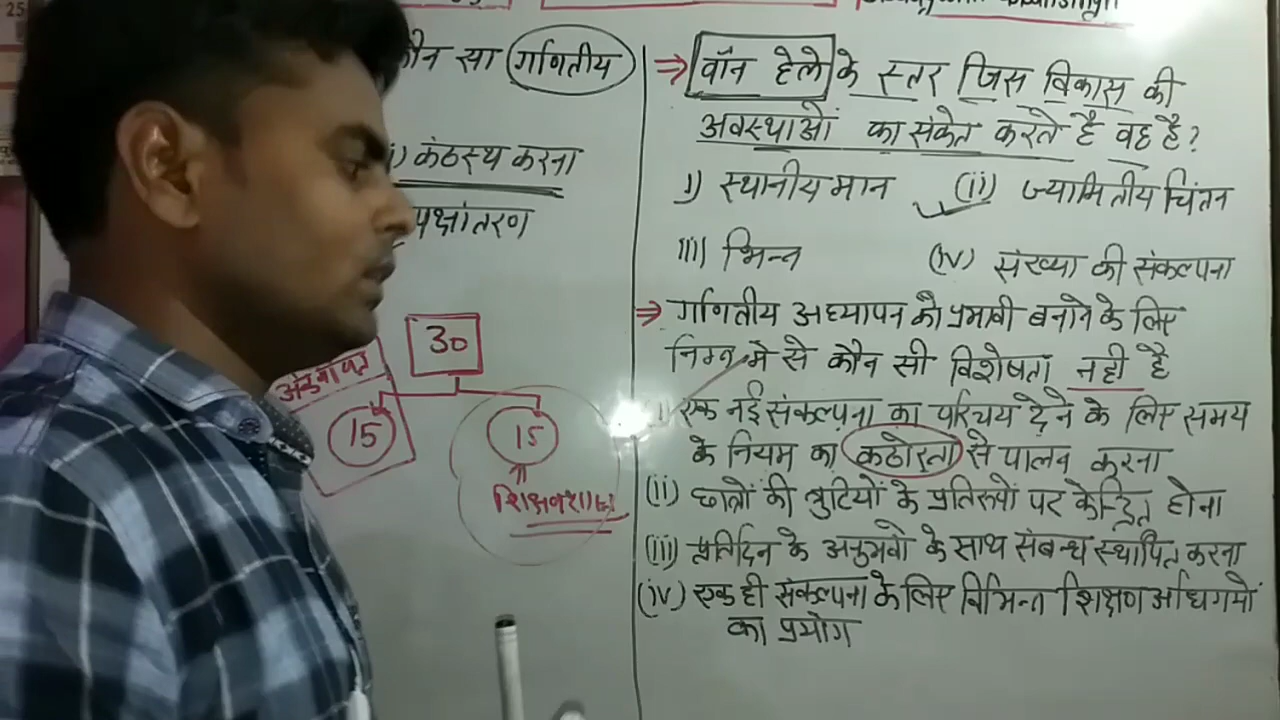 25
कौन सा गणितीय
i) कंठस्थ करना
पक्षांतरण
30
15
15
⇒ वॉन हेले के स्तर जिस विकास की
अवस्थाओं का संकेत करते है वह है?
i) स्थानीय मान (ii) ज्यामितीय चिंतन
iii) भिन्न (iv) संख्या की संकल्पना
⇒ गणितीय अध्यापन को प्रभावी बनाने के लिए
निम्न मे से कौन सी विशेषता नही है
i) एक नई संकल्पना का परिचय देने के लिए समय
के नियम का कठोरता से पालन करना
(ii) छात्रों की त्रुटियों के प्रतिरूपों पर केन्द्रित होना
(iii) प्रतिदिन के अनुभवो के साथ संबन्ध स्थापित करना
(iv) एक ही संकल्पना के लिए विभिन्त शिक्षण अधिगमों
का प्रयोग